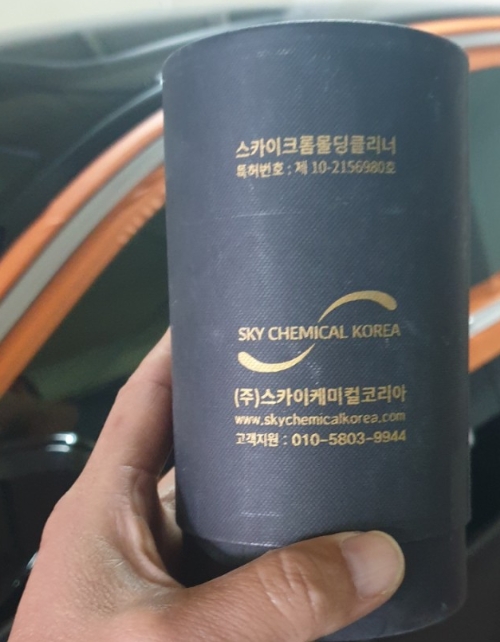 스카이크롬몰딩클리너
특허번호 : 제 10-2156980호
SKY CHEMICAL KOREA
(주)스카이케미컬코리아
www.skychemicalkorea.com
고객지원 : 010-5803-9944